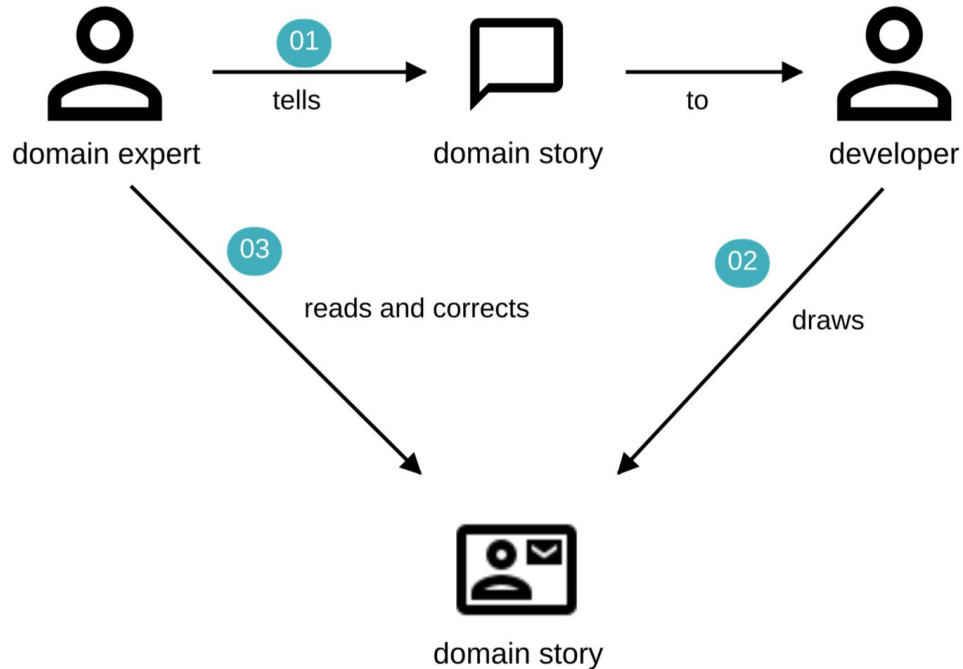 01
tells
to
domain expert
domain story
developer
03
02
reads and corrects
draws
domain story